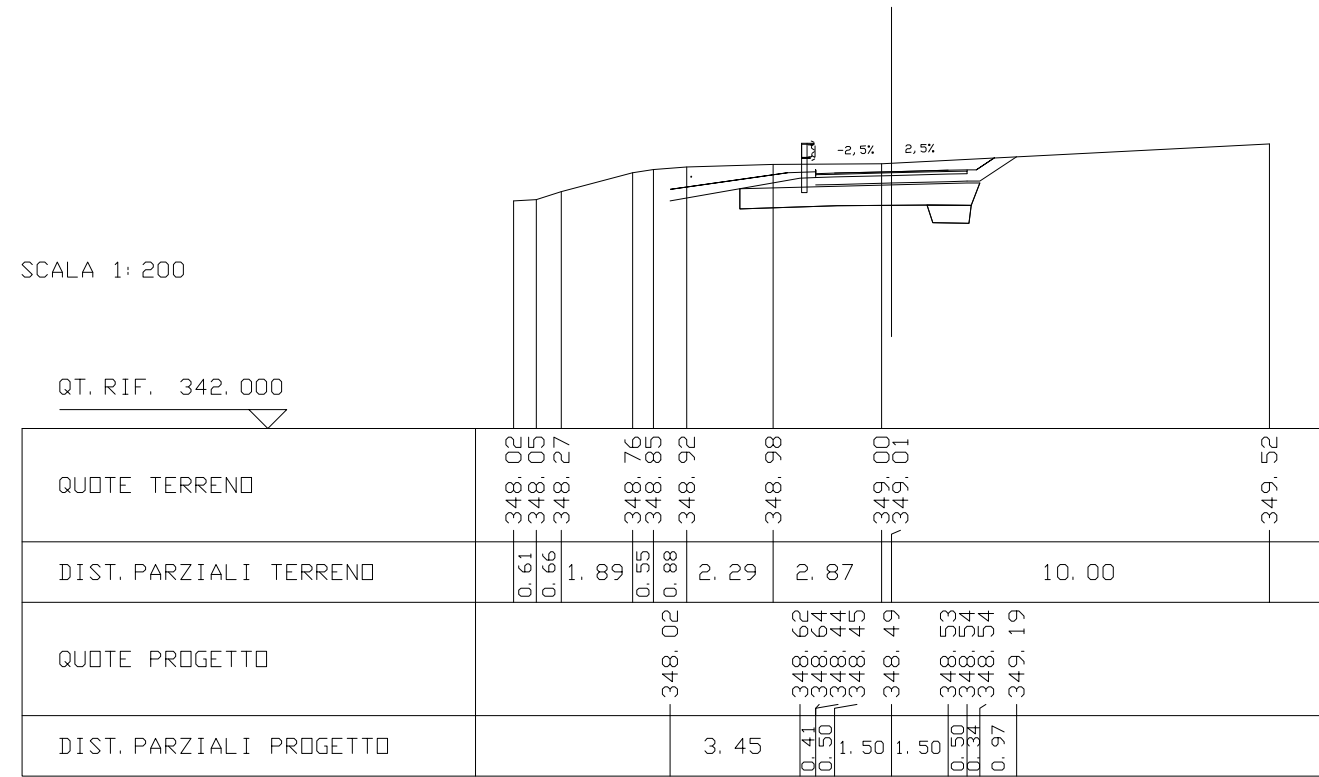 -2,5% 2,5%
SCALA 1:200
QT.RIF. 342.000
QUOTE TERRENO 348.02 348.05 348.27 348.76 348.85 348.92 348.98 349.00 349.01 349.52
DIST.PARZIALI TERRENO 0.61 0.66 1.89 0.55 0.88 2.29 2.87 10.00
QUOTE PROGETTO 348.02 348.62 348.64 348.44 348.45 348.49 348.53 348.54 348.54 349.19
DIST.PARZIALI PROGETTO 3.45 0.41 0.50 1.50 1.50 0.50 0.34 0.97